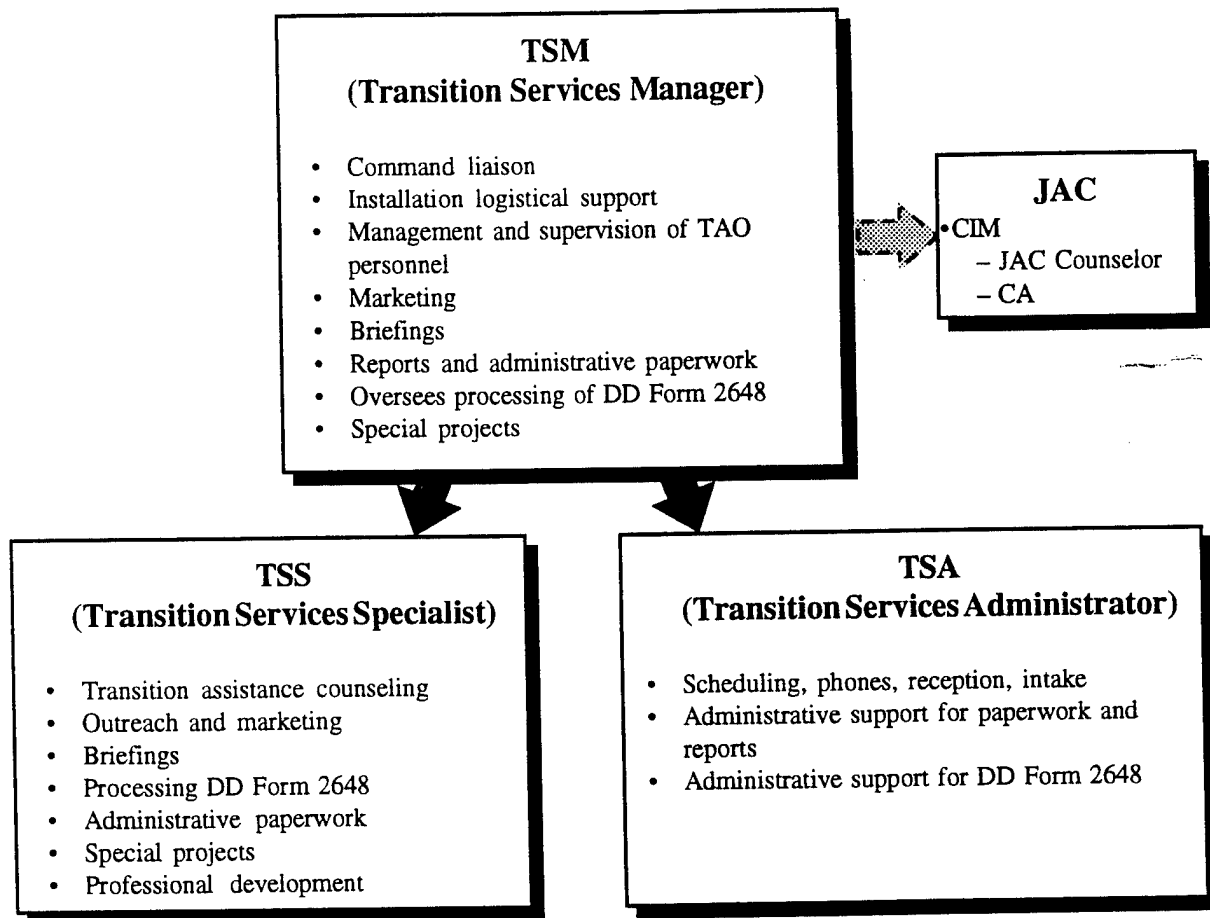 TSM
(Transition Services Manager)
• Command liaison
• Installation logistical support
• Management and supervision of TAO
personnel
• Marketing
• Briefings
• Reports and administrative paperwork
• Oversees processing of DD Form 2648
• Special projects
JAC
•CIM
– JAC Counselor
– CA
TSS
(Transition Services Specialist)
• Transition assistance counseling
• Outreach and marketing
• Briefings
• Processing DD Form 2648
• Administrative paperwork
• Special projects
• Professional development
TSA
(Transition Services Administrator)
• Scheduling, phones, reception, intake
• Administrative support for paperwork and
reports
• Administrative support for DD Form 2648